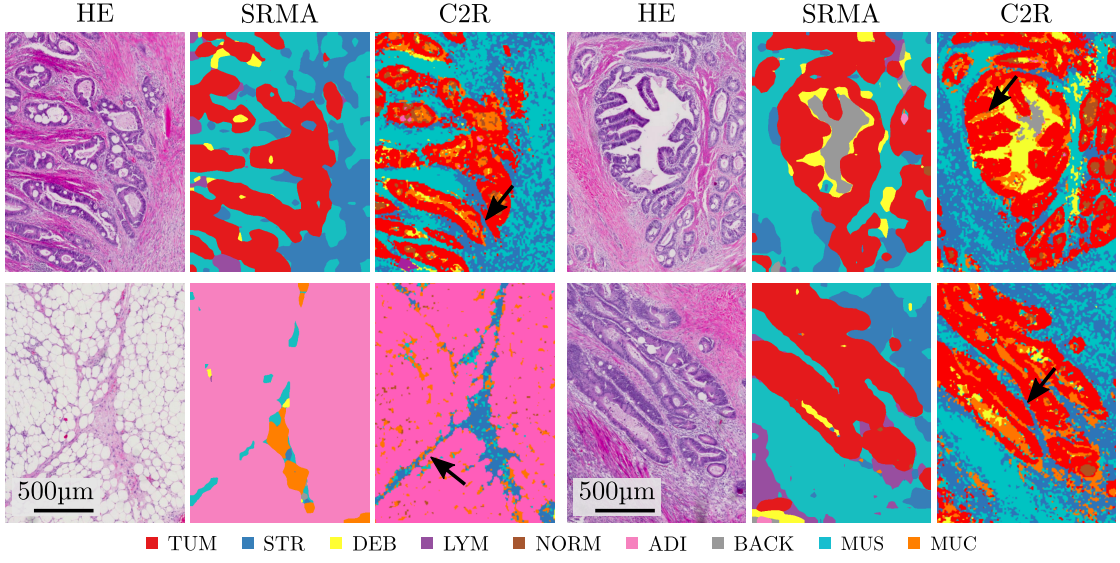 HE SRMA C2R HE SRMA C2R
500µm 500µm
TUM STR DEB LYM NORM ADI BACK MUS MUC